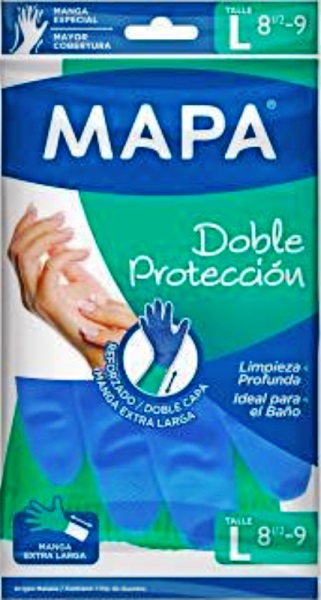 MANGA
ESPECIAL
MAYOR
COBERTURA
TALLE
L 8 1/2-9
MAPA®
Doble
Protección
REFORZADO / DOBLE CAPA
MANGA EXTRA LARGA
Limpieza
Profunda
Ideal para
el Baño
TALLE
L 8 1/2-9
MANGA
EXTRA LARGA